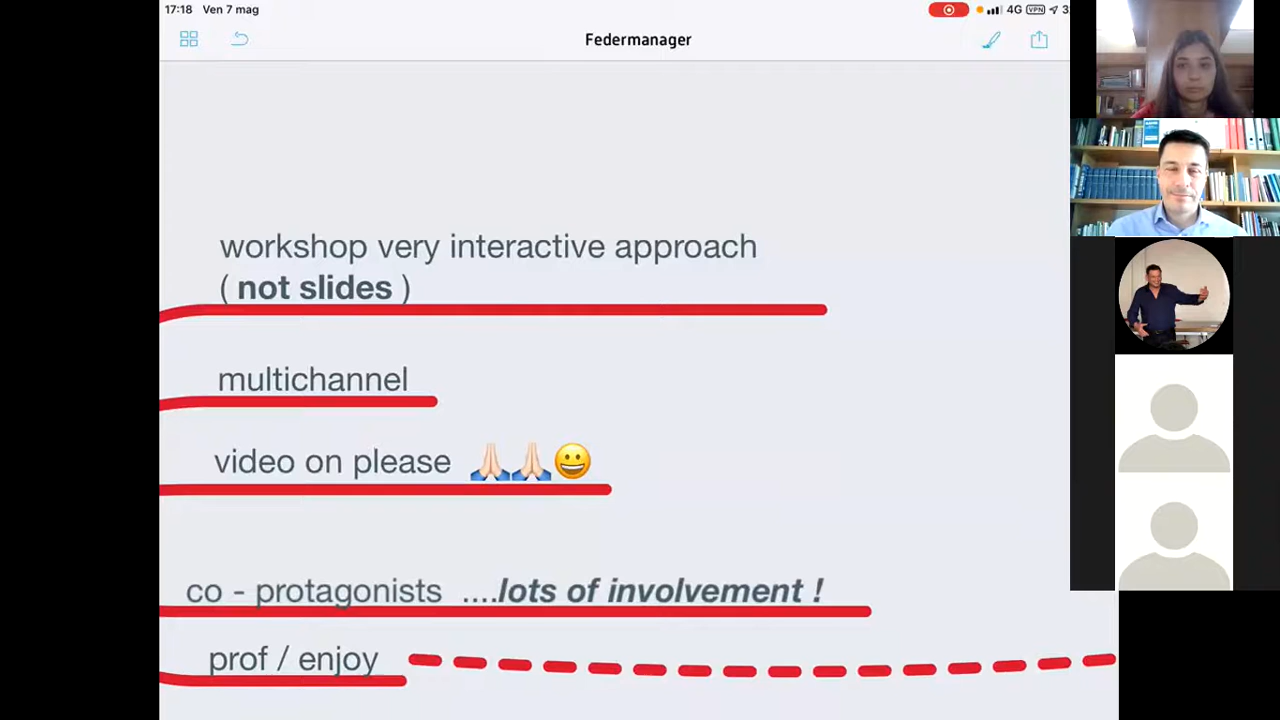 17:18 Ven 7 mag
4G VPN 3
Federmanager
workshop very interactive approach
( not slides )
multichannel
video on please 🙏🏻🙏🏻😀
co - protagonists ....lots of involvement !
prof / enjoy